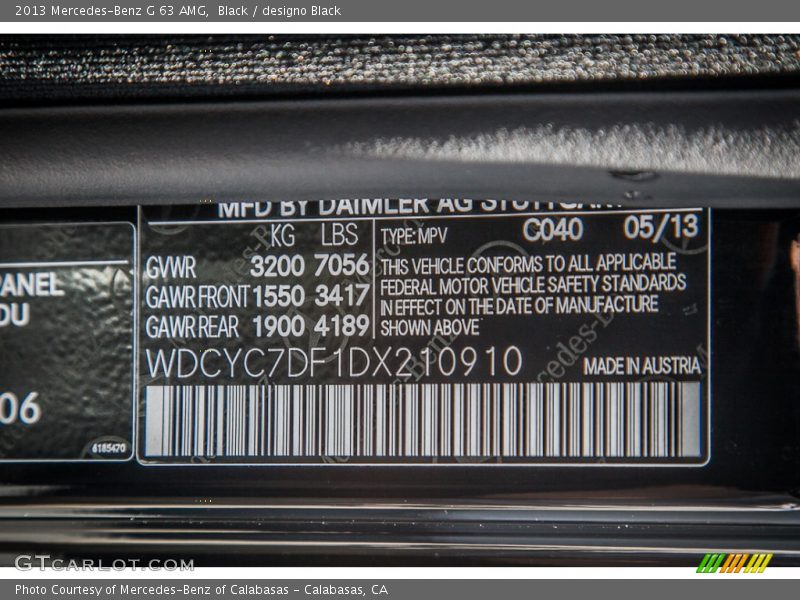 2013 Mercedes-Benz G 63 AMG, Black / designo Black
MFD BY DAIMLER AG STUTTGART
KG LBS
GVWR 3200 7056
GAWR FRONT 1550 3417
GAWR REAR 1900 4189
TYPE: MPV C040 05/13
THIS VEHICLE CONFORMS TO ALL APPLICABLE
FEDERAL MOTOR VEHICLE SAFETY STANDARDS
IN EFFECT ON THE DATE OF MANUFACTURE
SHOWN ABOVE
WDCYC7DF1DX210910
MADE IN AUSTRIA
PANEL
DU
06
6185470
GTcarlot.com
Photo Courtesy of Mercedes-Benz of Calabasas - Calabasas, CA